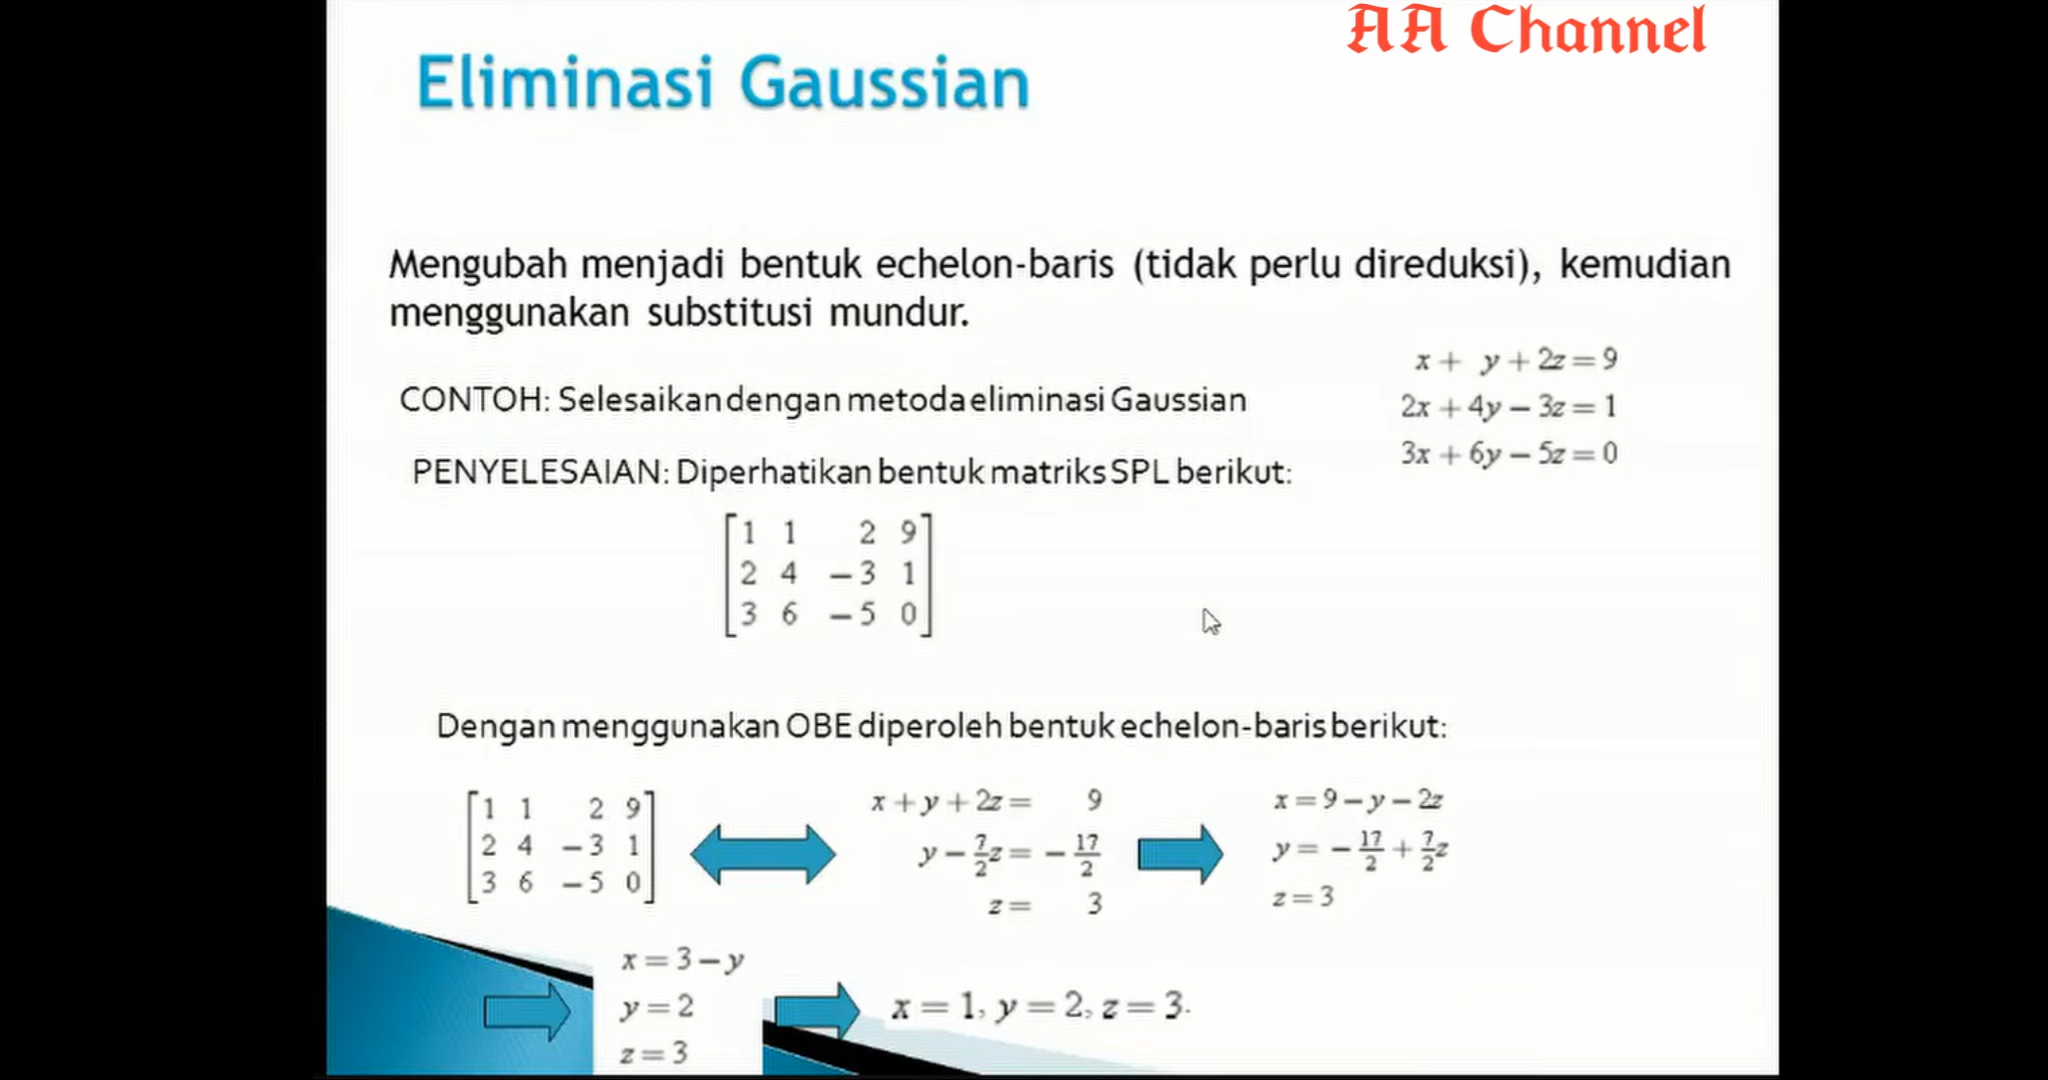 AA Channel
Eliminasi Gaussian
Mengubah menjadi bentuk echelon-baris (tidak perlu direduksi), kemudian
menggunakan substitusi mundur.
x + y + 2z = 9
CONTOH: Selesaikan dengan metoda eliminasi Gaussian
2x + 4y – 3z = 1
3x + 6y – 5z = 0
PENYELESAIAN: Diperhatikan bentuk matriks SPL berikut:
1 1 2 9
2 4 – 3 1
3 6 – 5 0
Dengan menggunakan OBE diperoleh bentuk echelon-baris berikut:
1 1 2 9
2 4 – 3 1
3 6 – 5 0
x + y + 2z = 9
y – 7/2 z = – 17/2
z = 3
x = 9 – y – 2z
y = – 17/2 + 7/2 z
z = 3
x = 3 – y
y = 2
z = 3
x = 1, y = 2, z = 3.